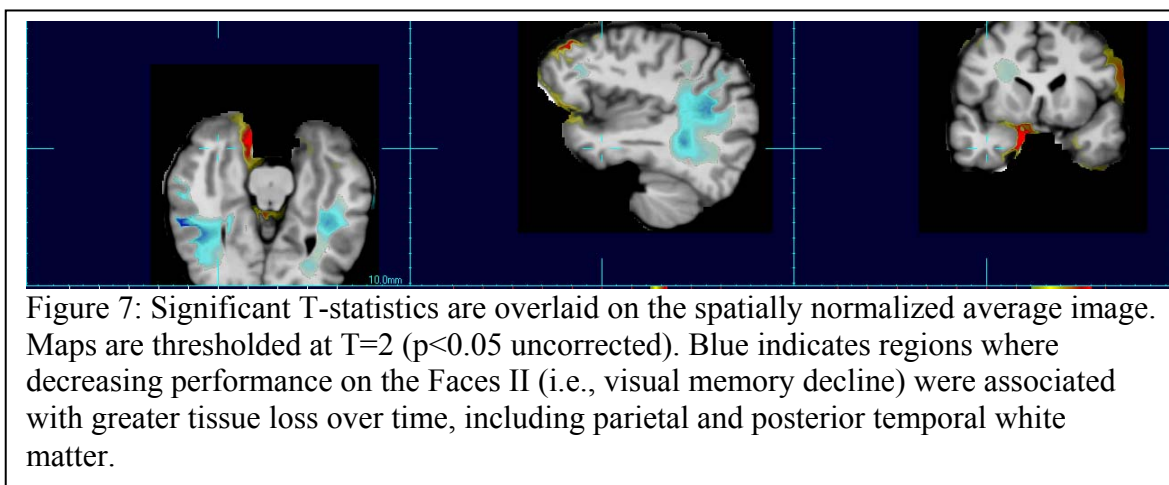 10.0mm
Figure 7: Significant T-statistics are overlaid on the spatially normalized average image.
Maps are thresholded at T=2 (p<0.05 uncorrected). Blue indicates regions where
decreasing performance on the Faces II (i.e., visual memory decline) were associated
with greater tissue loss over time, including parietal and posterior temporal white
matter.